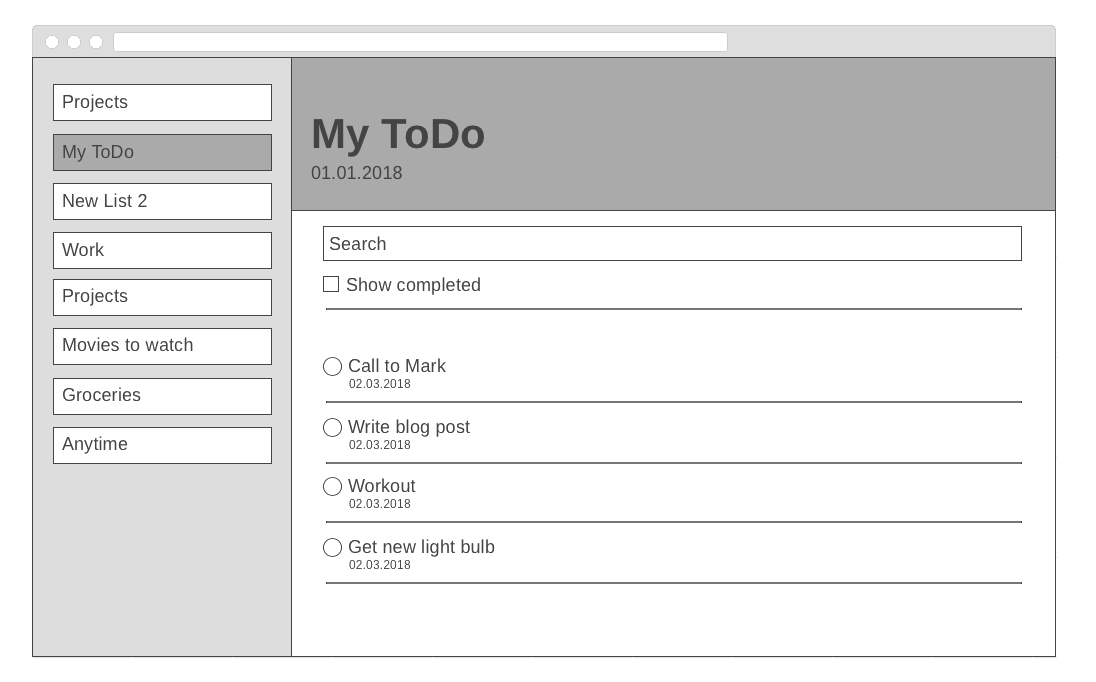 Projects
My ToDo
New List 2
Work
Projects
Movies to watch
Groceries
Anytime
My ToDo
01.01.2018
Search
Show completed
Call to Mark
02.03.2018
Write blog post
02.03.2018
Workout
02.03.2018
Get new light bulb
02.03.2018